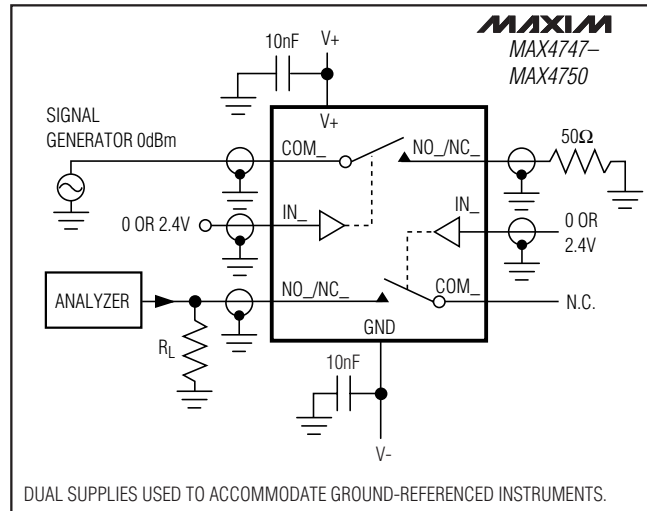 MAXIM
MAX4747–
MAX4750
10nF
V+
V+
SIGNAL
GENERATOR 0dBm
COM_
NO_/NC_
50Ω
0 OR 2.4V
IN_
IN_
0 OR
2.4V
ANALYZER
NO_/NC_
COM_
N.C.
GND
RL
10nF
V-
DUAL SUPPLIES USED TO ACCOMMODATE GROUND-REFERENCED INSTRUMENTS.